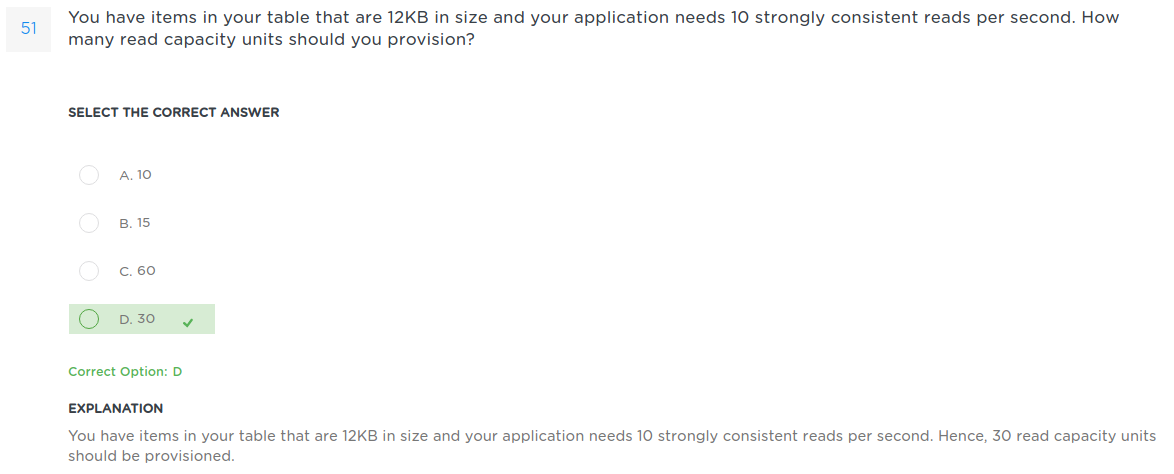 51
You have items in your table that are 12KB in size and your application needs 10 strongly consistent reads per second. How
many read capacity units should you provision?
SELECT THE CORRECT ANSWER
A. 10
B. 15
C. 60
D. 30
Correct Option: D
EXPLANATION
You have items in your table that are 12KB in size and your application needs 10 strongly consistent reads per second. Hence, 30 read capacity units
should be provisioned.